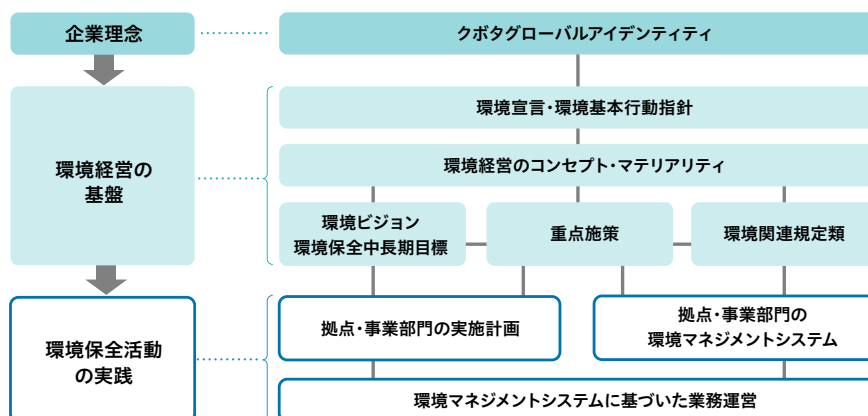 企業理念
クボタグローバルアイデンティティ
環境経営の
基盤
環境宣言・環境基本行動指針
環境経営のコンセプト・マテリアリティ
環境ビジョン
環境保全中長期目標
重点施策
環境関連規定類
環境保全活動
の実践
拠点・事業部門の実施計画
拠点・事業部門の
環境マネジメントシステム
環境マネジメントシステムに基づいた業務運営